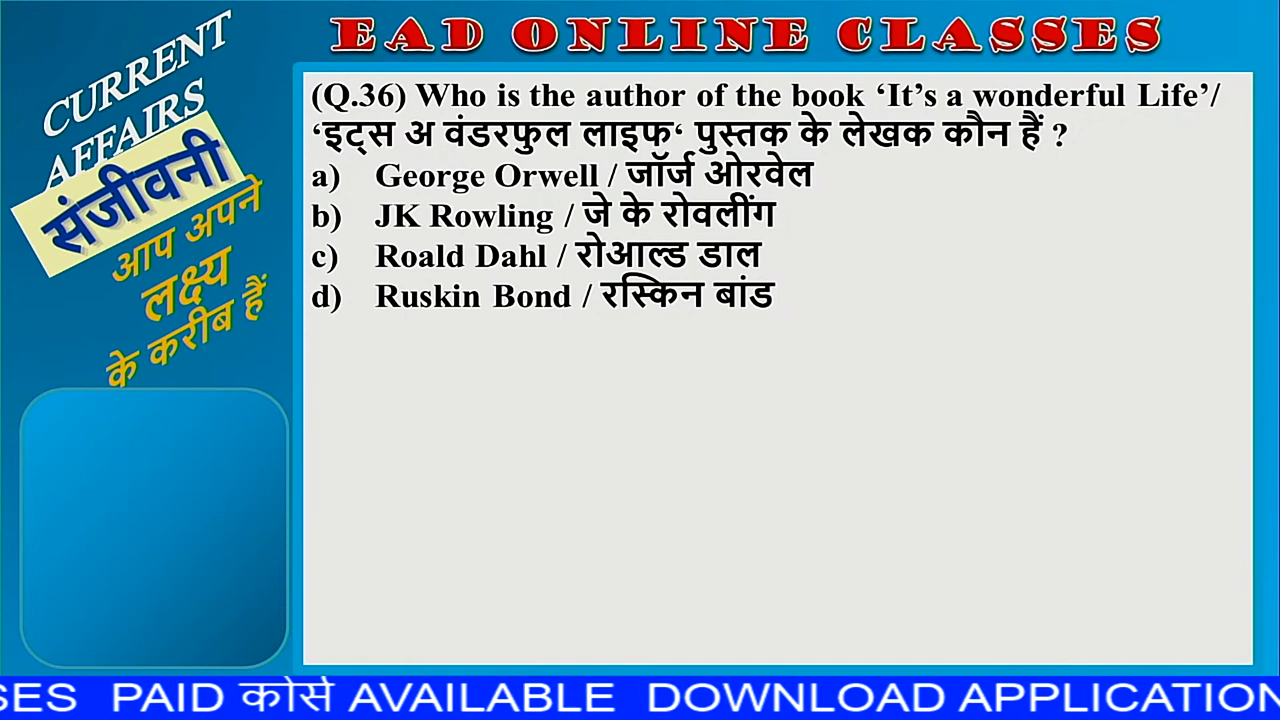 EAD ONLINE CLASSES
CURRENT
AFFAIRS
संजीवनी
आप अपने
लक्ष्य
के करीब हैं
(Q.36) Who is the author of the book ‘It’s a wonderful Life’/
‘इट्स अ वंडरफुल लाइफ‘ पुस्तक के लेखक कौन हैं ?
a) George Orwell / जॉर्ज ओरवेल
b) JK Rowling / जे के रोवलींग
c) Roald Dahl / रोआल्ड डाल
d) Ruskin Bond / रस्किन बांड
SES PAID कोर्स AVAILABLE DOWNLOAD APPLICATION